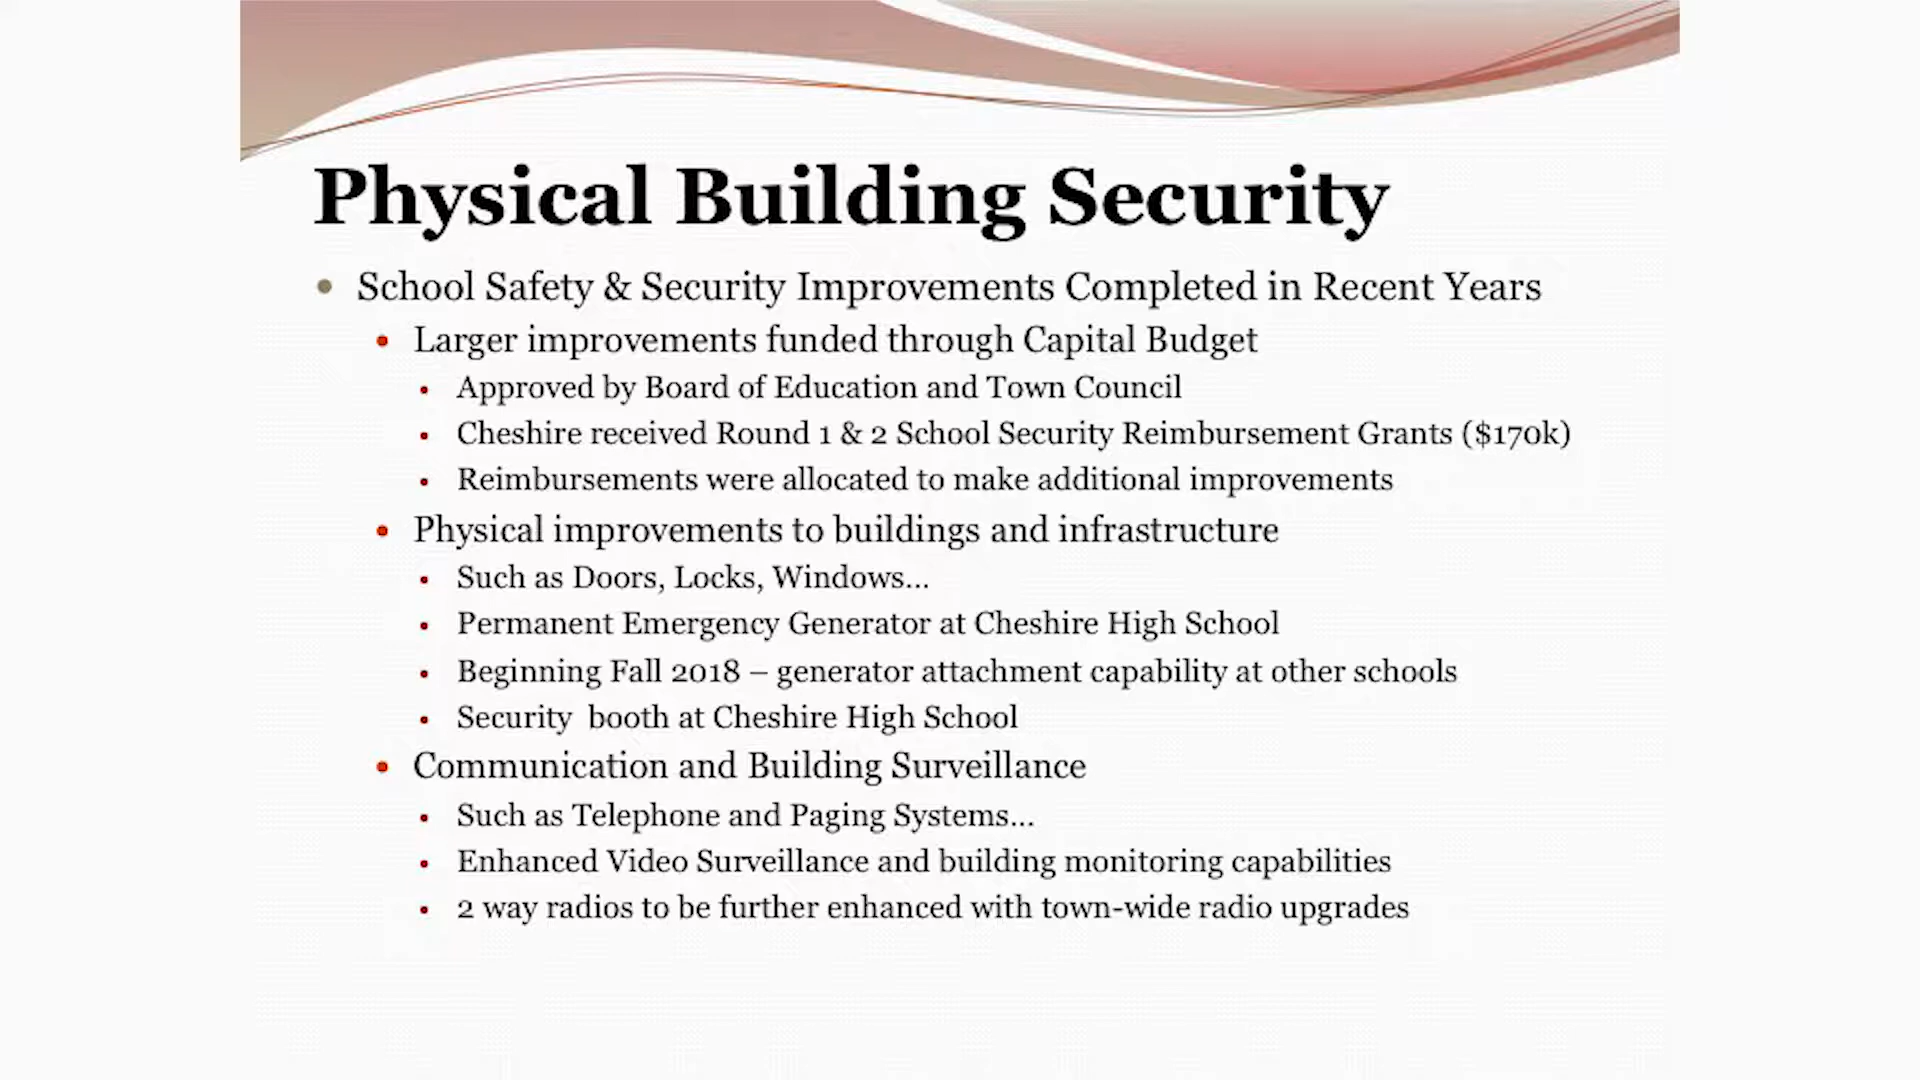 Physical Building Security
• School Safety & Security Improvements Completed in Recent Years
• Larger improvements funded through Capital Budget
• Approved by Board of Education and Town Council
• Cheshire received Round 1 & 2 School Security Reimbursement Grants ($170k)
• Reimbursements were allocated to make additional improvements
• Physical improvements to buildings and infrastructure
• Such as Doors, Locks, Windows...
• Permanent Emergency Generator at Cheshire High School
• Beginning Fall 2018 – generator attachment capability at other schools
• Security  booth at Cheshire High School
• Communication and Building Surveillance
• Such as Telephone and Paging Systems...
• Enhanced Video Surveillance and building monitoring capabilities
• 2 way radios to be further enhanced with town-wide radio upgrades